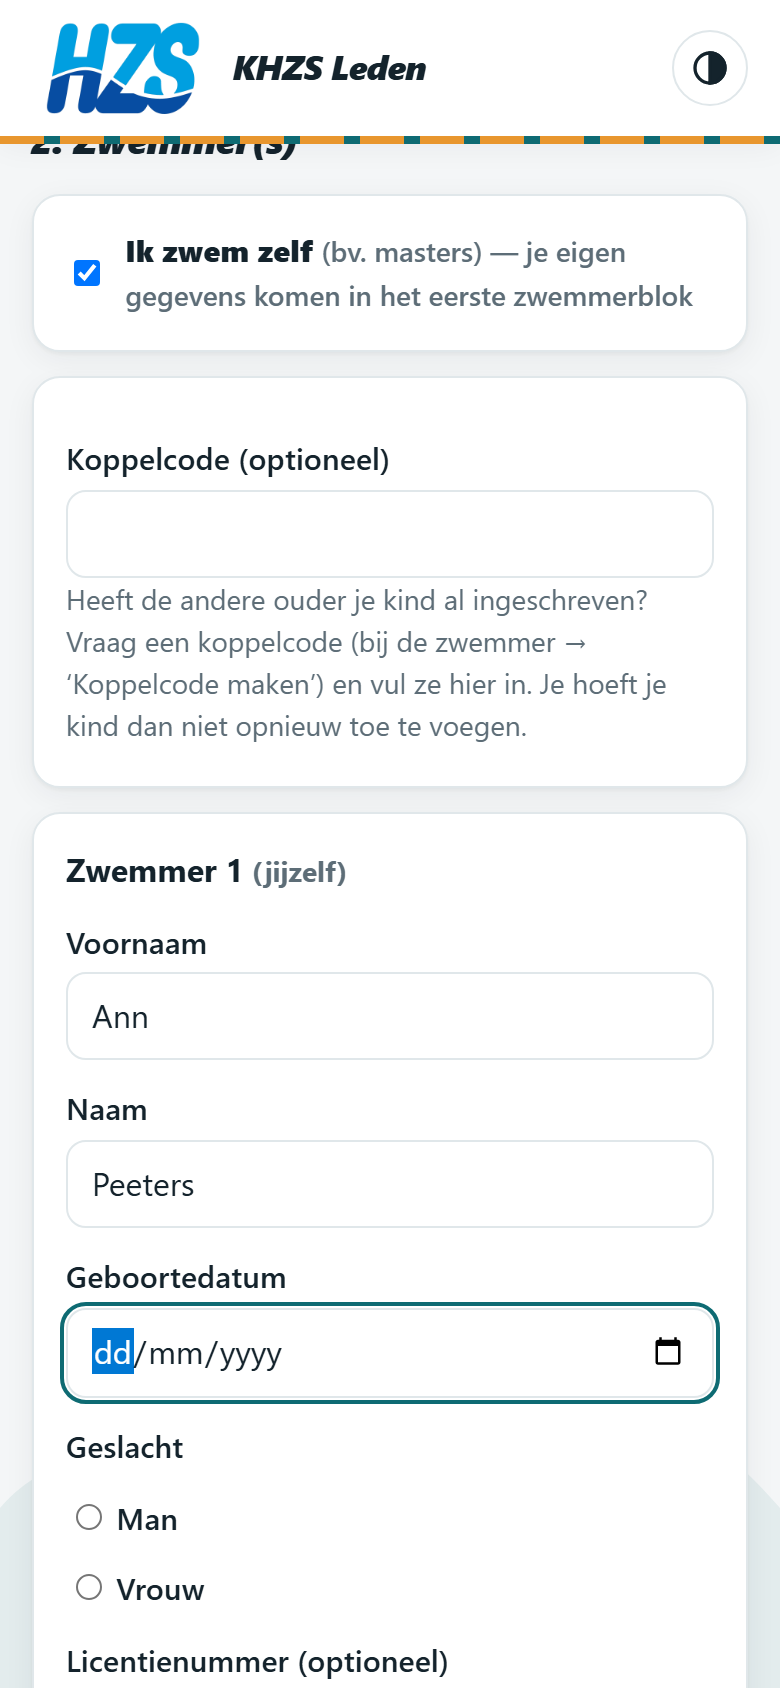 HZS
KHZS Leden
2. Zwemmer(s)
Ik zwem zelf (bv. masters) — je eigen
gegevens komen in het eerste zwemmerblok
Koppelcode (optioneel)
Heeft de andere ouder je kind al ingeschreven?
Vraag een koppelcode (bij de zwemmer →
‘Koppelcode maken’) en vul ze hier in. Je hoeft je
kind dan niet opnieuw toe te voegen.
Zwemmer 1 (jijzelf)
Voornaam
Ann
Naam
Peeters
Geboortedatum
dd/mm/yyyy
Geslacht
Man
Vrouw
Licentienummer (optioneel)